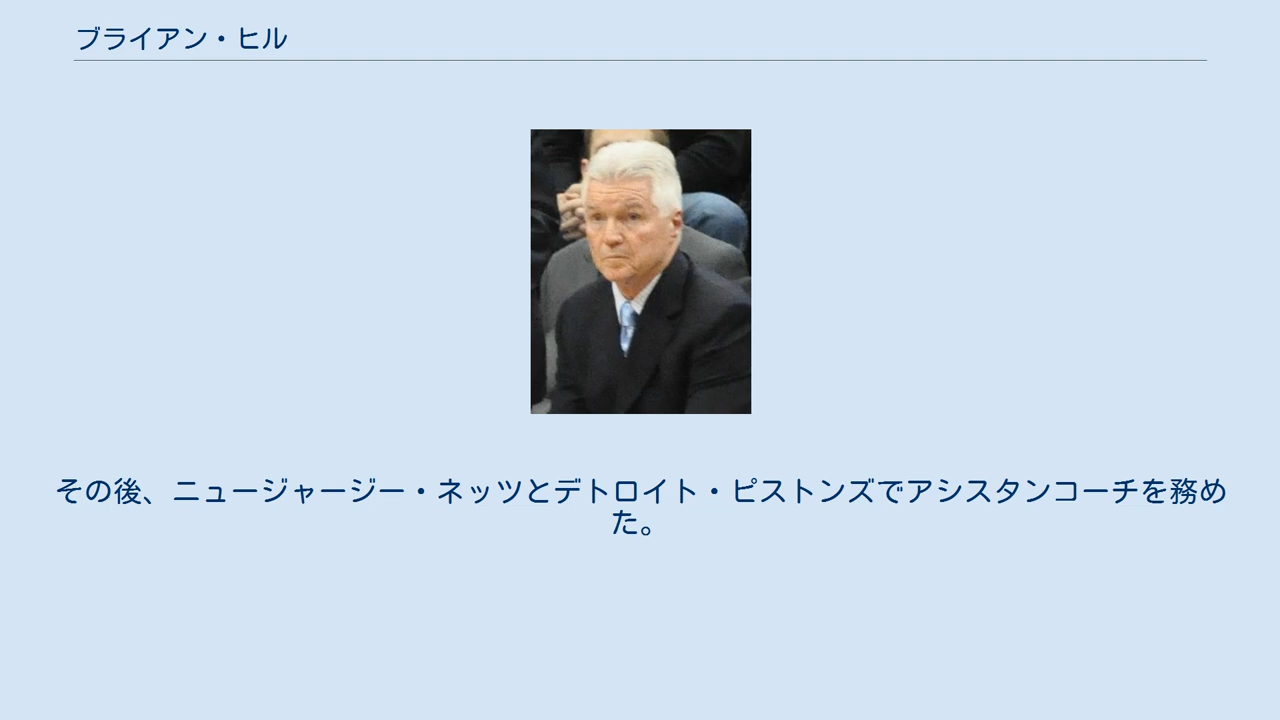 ブライアン・ヒル
その後、ニュージャージー・ネッツとデトロイト・ピストンズでアシスタンコーチを務め
た。